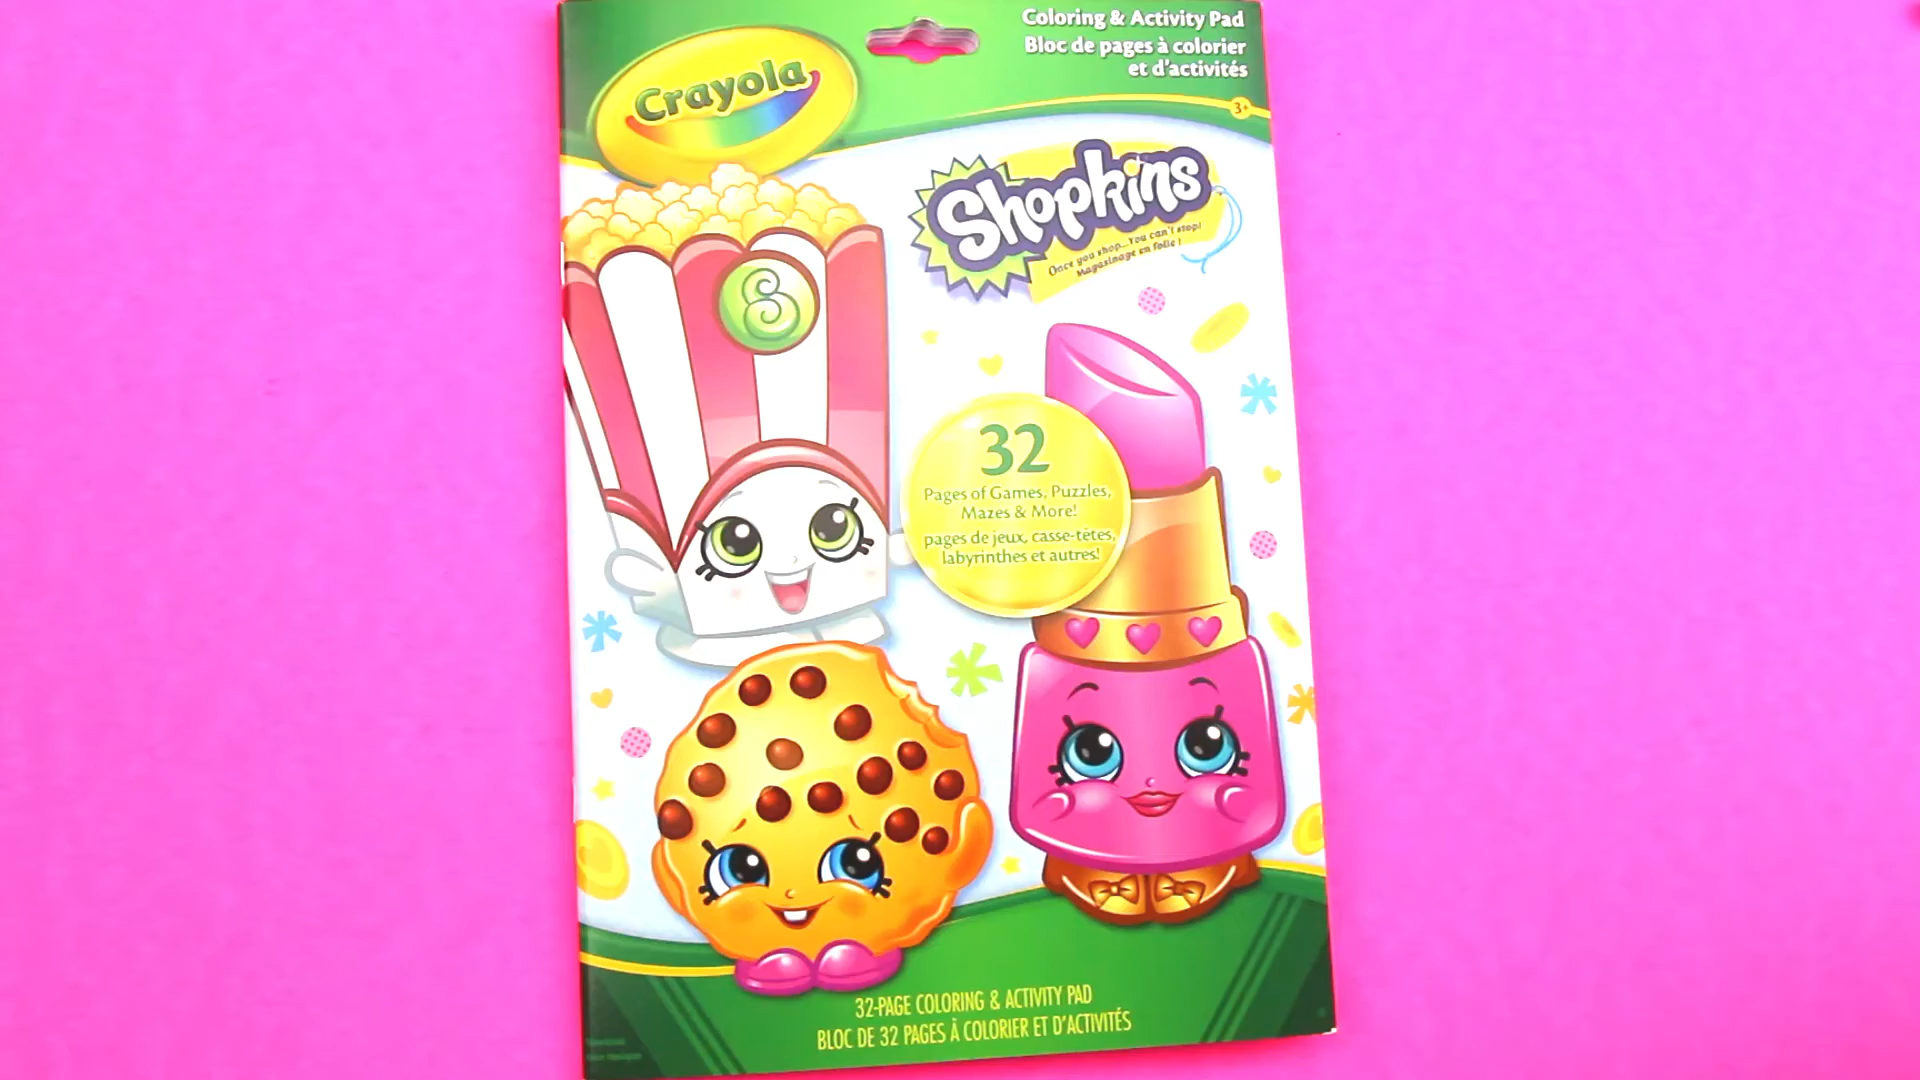 Coloring & Activity Pad
Bloc de pages à colorier
et d'activités
Crayola
3+
Shopkins
Once you shop...You can't stop!
Magasinage en folie !
32
Pages of Games, Puzzles,
Mazes & More!
pages de jeux, casse-têtes,
labyrinthes et autres!
32-PAGE COLORING & ACTIVITY PAD
BLOC DE 32 PAGES À COLORIER ET D'ACTIVITÉS